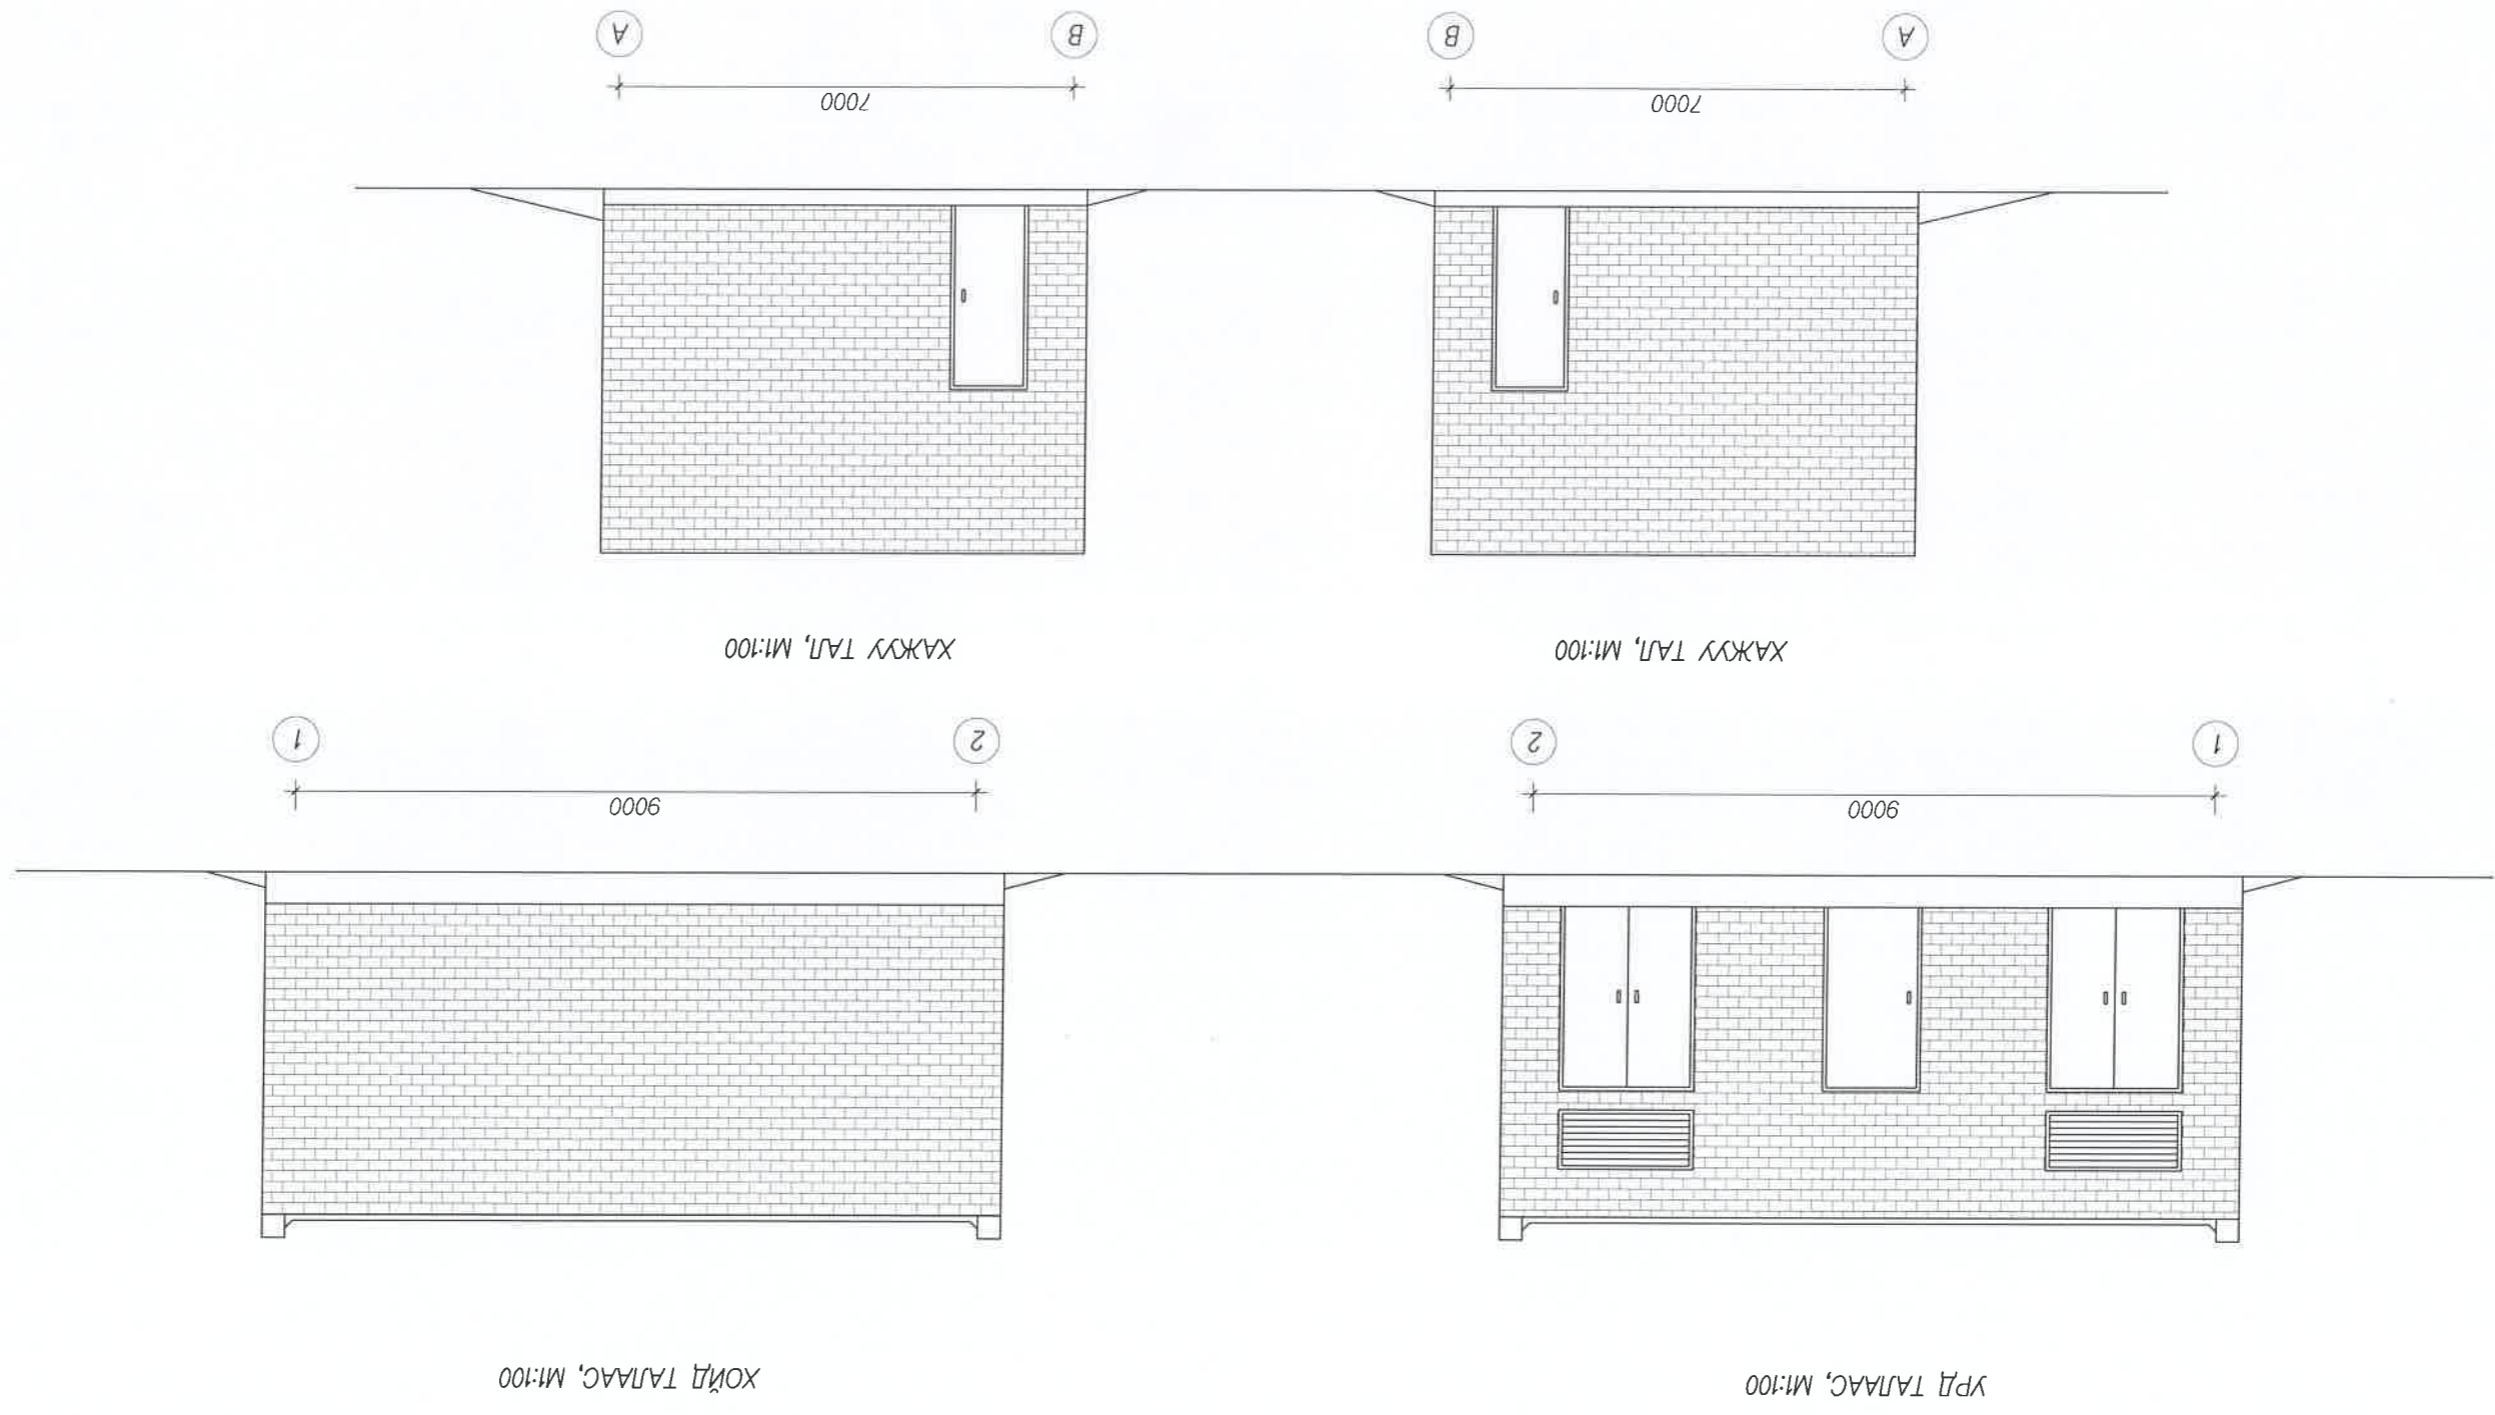 УРД ТАЛААС, М1:100
ХОЙД ТАЛААС, М1:100
9000
9000
1
2
2
1
ХАЖУУ ТАЛ, М1:100
ХАЖУУ ТАЛ, М1:100
7000
7000
А
В
В
А